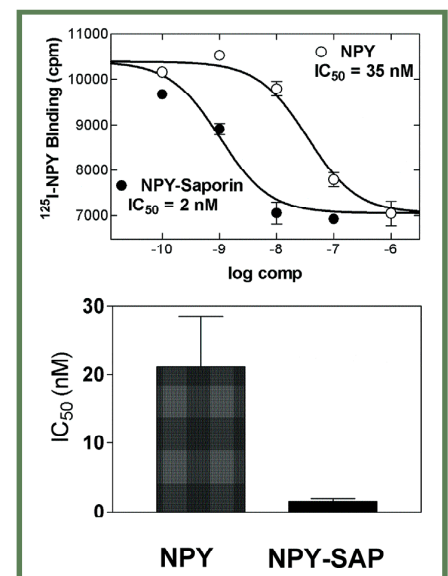 11000
10000
9000
8000
7000
¹²⁵I-NPY BInding (cpm)
NPY
IC₅₀ = 35 nM
NPY-Saporin
IC₅₀ = 2 nM
-10 -9 -8 -7 -6
log comp
30
20
10
0
IC₅₀ (nM)
NPY NPY-SAP